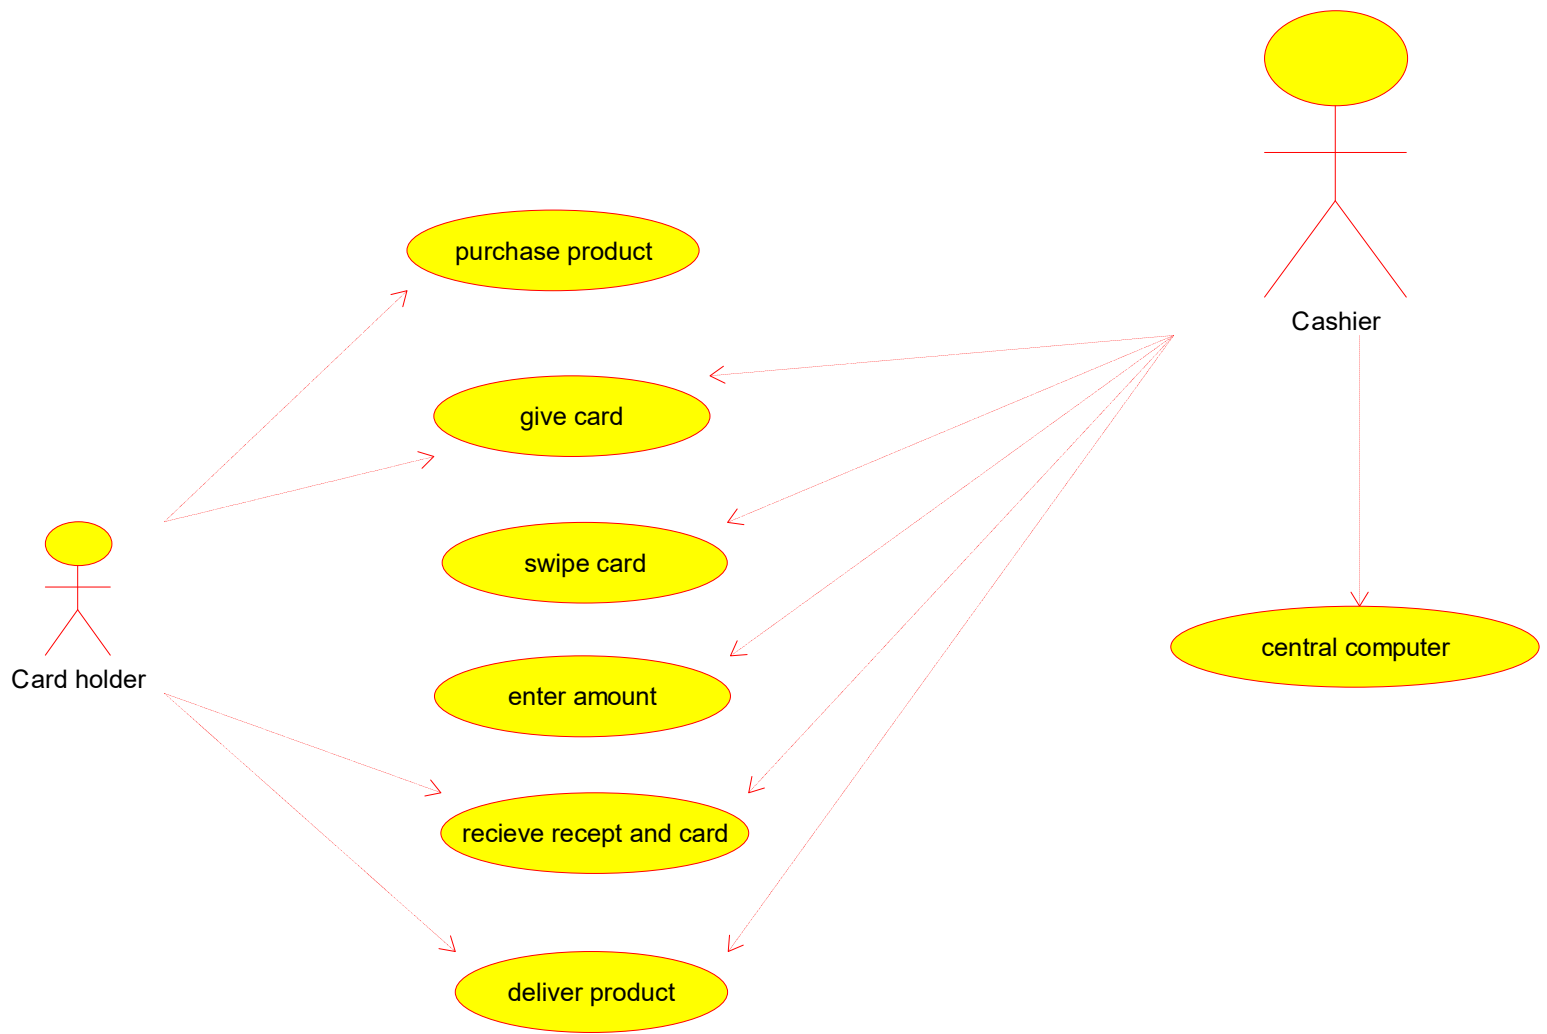 purchase product
Cashier
give card
swipe card
central computer
Card holder
enter amount
recieve recept and card
deliver product